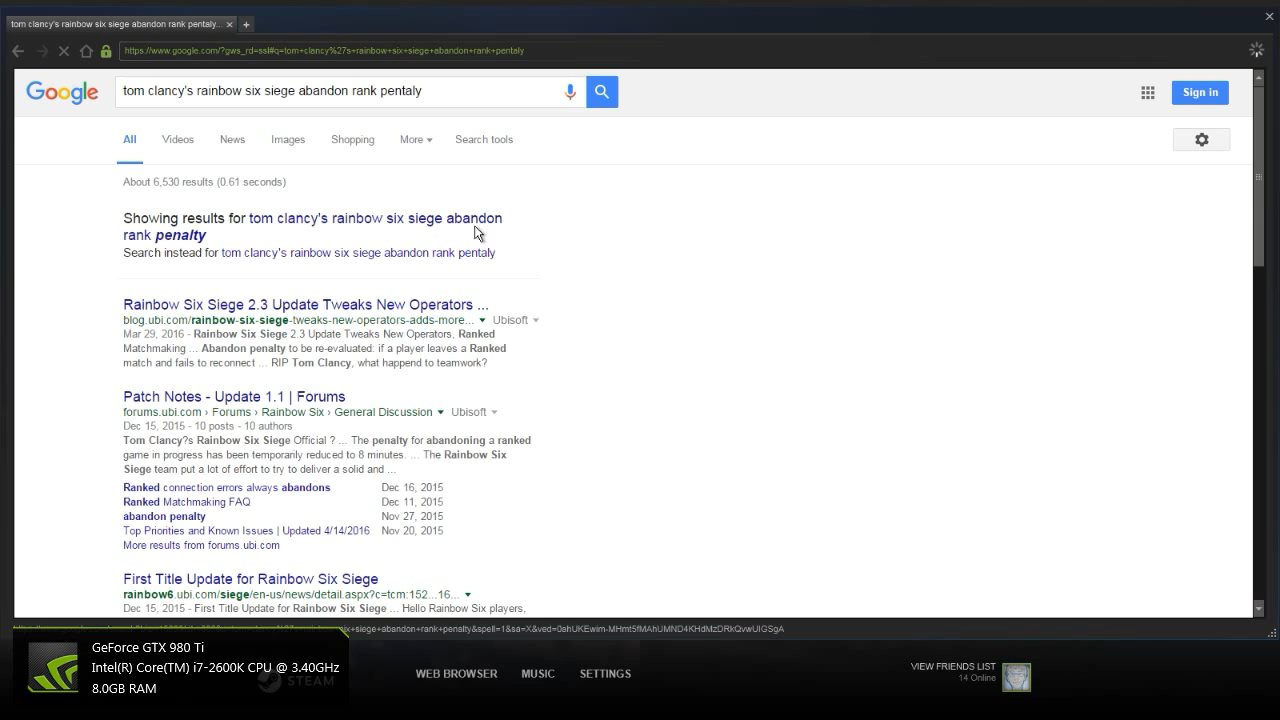 tom clancy's rainbow six siege abandon rank pentaly...
https://www.google.com/?gws_rd=ssl#q=tom+clancy%27s+rainbow+six+siege+abandon+rank+pentaly
Google
tom clancy's rainbow six siege abandon rank pentaly
Sign in
All Videos News Images Shopping More Search tools
About 6,530 results (0.61 seconds)
Showing results for tom clancy's rainbow six siege abandon
rank penalty
Search instead for tom clancy's rainbow six siege abandon rank pentaly
Rainbow Six Siege 2.3 Update Tweaks New Operators ...
blog.ubi.com/rainbow-six-siege-tweaks-new-operators-adds-more... Ubisoft
Mar 29, 2016 - Rainbow Six Siege 2.3 Update Tweaks New Operators, Ranked
Matchmaking ... Abandon penalty to be re-evaluated: if a player leaves a Ranked
match and fails to reconnect ... RIP Tom Clancy, what happend to teamwork?
Patch Notes - Update 1.1 | Forums
forums.ubi.com › Forums › Rainbow Six › General Discussion Ubisoft
Dec 15, 2015 - 10 posts - 10 authors
Tom Clancy?s Rainbow Six Siege Official ? ... The penalty for abandoning a ranked
game in progress has been temporarily reduced to 8 minutes. ... The Rainbow Six
Siege team put a lot of effort to try to deliver a solid and ...
Ranked connection errors always abandons Dec 16, 2015
Ranked Matchmaking FAQ Dec 11, 2015
abandon penalty Nov 27, 2015
Top Priorities and Known Issues | Updated 4/14/2016 Nov 20, 2015
More results from forums.ubi.com
First Title Update for Rainbow Six Siege
rainbow6.ubi.com/siege/en-us/news/detail.aspx?c=tcm:152...16...
Dec 15, 2015 - First Title Update for Rainbow Six Siege ... Hello Rainbow Six players,
GeForce GTX 980 Ti
Intel(R) Core(TM) i7-2600K CPU @ 3.40GHz
8.0GB RAM
STEAM
WEB BROWSER MUSIC SETTINGS
VIEW FRIENDS LIST
14 Online